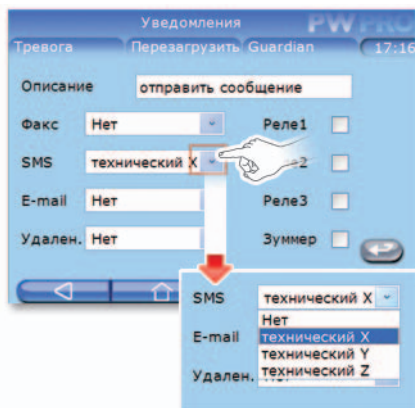 Уведомления PWPRO
Тревога Перезагрузить Guardian 17:16
Описание отправить сообщение
Факс Нет Реле1
SMS технический X
E-mail Нет Реле3
Удален. Нет Зуммер
SMS технический X
Нет
E-mail технический X
технический Y
Удален. технический Z